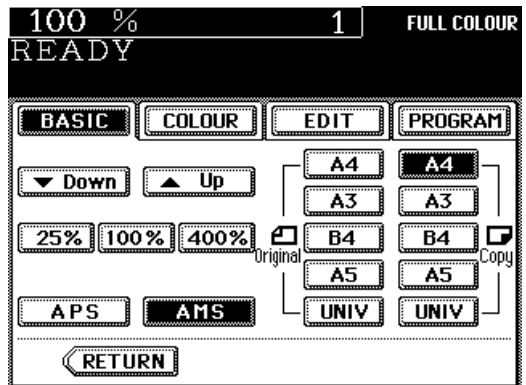 100 % 1 FULL COLOUR
READY
BASIC COLOUR EDIT PROGRAM
Down Up A4 A4
A3 A3
25% 100% 400% Original B4 B4 Copy
A5 A5
APS AMS UNIV UNIV
RETURN